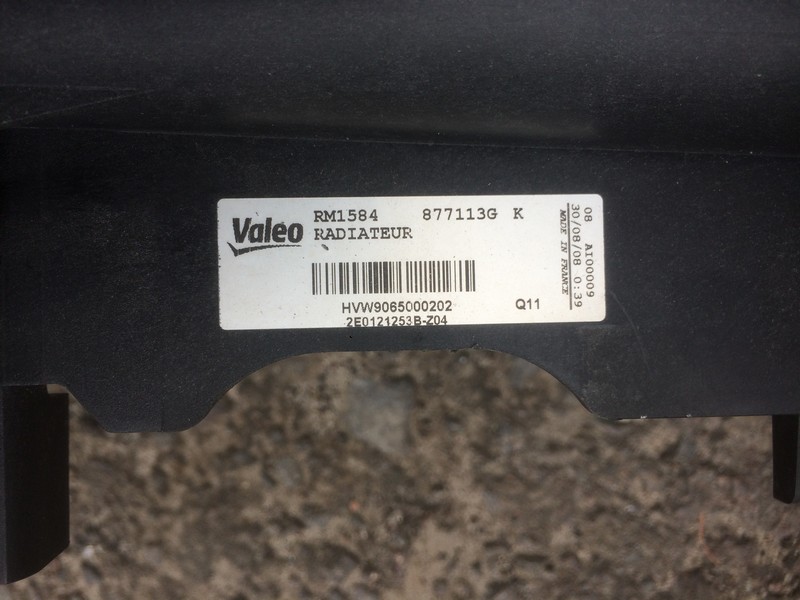 Valeo
RM1584 877113G K
RADIATEUR
HVW9065000202
Q11
2E0121253B-Z04
08 AI00009
30/08/08 0:39
MADE IN FRANCE